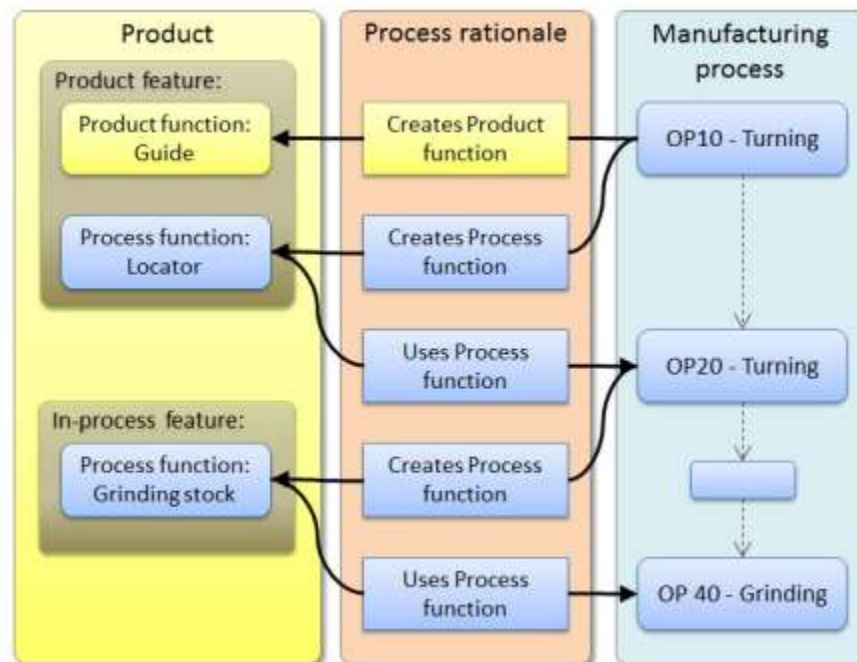 Product
Product feature:
Product function:
Guide
Process function:
Locator
In-process feature:
Process function:
Grinding stock
Process rationale
Creates Product
function
Creates Process
function
Uses Process
function
Creates Process
function
Uses Process
function
Manufacturing
process
OP10 - Turning
OP20 - Turning
OP 40 - Grinding